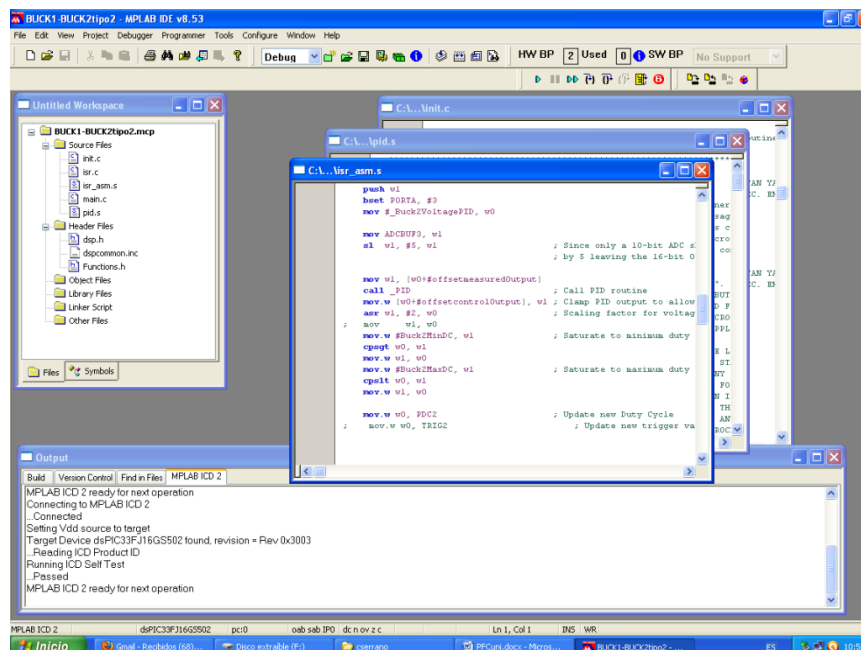 BUCK1-BUCK2tipo2 - MPLAB IDE v8.53
File Edit View Project Debugger Programmer Tools Configure Window Help
Debug
HW BP 2 Used 0 SW BP No Support
Untitled Workspace
BUCK1-BUCK2tipo2.mcp
Source Files
init.c
isr.c
isr_asm.s
main.c
pid.s
Header Files
dsp.h
dspcommon.inc
Functions.h
Object Files
Library Files
Linker Script
Other Files
Files Symbols
C:\...\init.c
C:\...\pid.s
C:\...\isr_asm.s
push w1
bset PORTA, #3
mov #_Buck2VoltagePID, w0
mov ADCBUF3, w1
sl w1, #5, w1 ; Since only a 10-bit ADC s
; by 5 leaving the 16-bit
mov w1, [w0+#offsetmeasuredOutput]
call _PID ; Call PID routine
mov.w [w0+#offsetcontrolOutput], w1 ; Clamp PID output to allow
asr w1, #2, w0 ; Scaling factor for voltag
; mov w1, w0
mov.w #Buck2MinDC, w1 ; Saturate to minimum duty
cpsgt w0, w1
mov.w w1, w0
mov.w #Buck2MaxDC, w1 ; Saturate to maximum duty
cpslt w0, w1
mov.w w1, w0
mov.w w0, PDC2 ; Update new Duty Cycle
; mov.w w0, TRIG2 ; Update new trigger va
Output
Build Version Control Find in Files MPLAB ICD 2
MPLAB ICD 2 ready for next operation
Connecting to MPLAB ICD 2
...Connected
Setting Vdd source to target
Target Device dsPIC33FJ16GS502 found, revision = Rev 0x3003
...Reading ICD Product ID
Running ICD Self Test
...Passed
MPLAB ICD 2 ready for next operation
MPLAB ICD 2 dsPIC33FJ16GS502 pc:0 oab sab IP0 dc n ov z c Ln 1, Col 1 INS WR
Inicio Gmail - Recibidos (68)... Disco extraíble (F:) cserrano PFCuni.docx - Micros... BUCK1-BUCK2tipo2 - ... ES